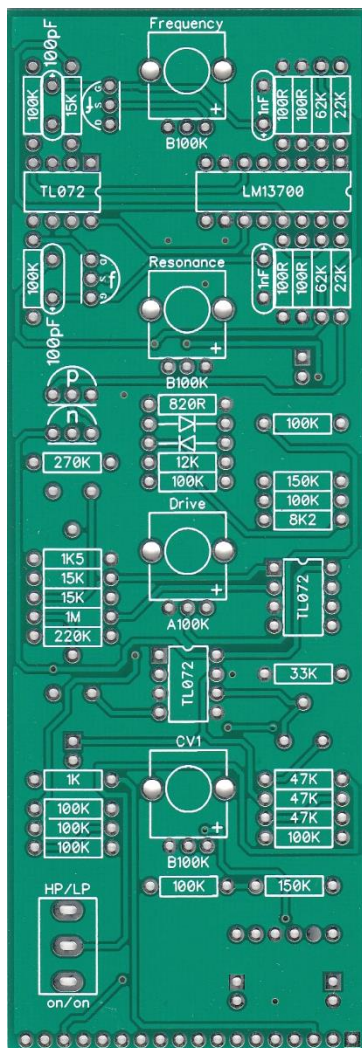 Frequency
100pF
100K
15K
G
S
D
B100K
1nF
100R
100R
62K
22K
TL072
LM13700
100K
100pF
D
S
G
Resonance
B100K
1nF
100R
100R
62K
22K
p
n
270K
820R
12K
100K
100K
150K
100K
8K2
Drive
A100K
1K5
15K
15K
1M
220K
TL072
TL072
33K
CV1
B100K
1K
100K
100K
100K
47K
47K
47K
100K
100K
150K
HP/LP
on/on